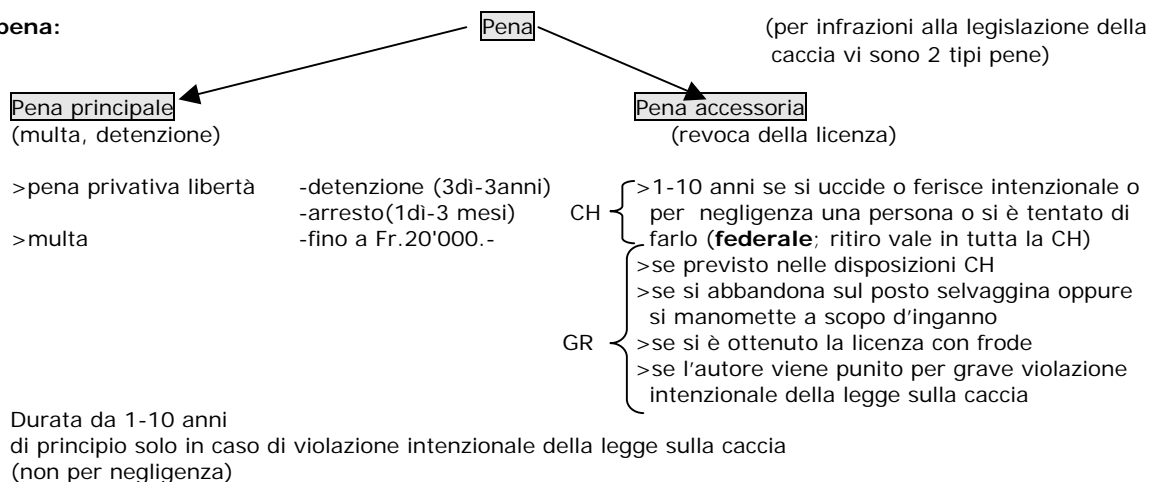 pena:
Pena
(per infrazioni alla legislazione della
caccia vi sono 2 tipi pene)
Pena principale
(multa, detenzione)
>pena privativa libertà -detenzione (3dì-3anni)
-arresto(1dì-3 mesi)
>multa -fino a Fr.20'000.-
Pena accessoria
(revoca della licenza)
CH
>1-10 anni se si uccide o ferisce intenzionale o
per negligenza una persona o si è tentato di
farlo (federale; ritiro vale in tutta la CH)
GR
>se previsto nelle disposizioni CH
>se si abbandona sul posto selvaggina oppure
si manomette a scopo d'inganno
>se si è ottenuto la licenza con frode
>se l'autore viene punito per grave violazione
intenzionale della legge sulla caccia
Durata da 1-10 anni
di principio solo in caso di violazione intenzionale della legge sulla caccia
(non per negligenza)